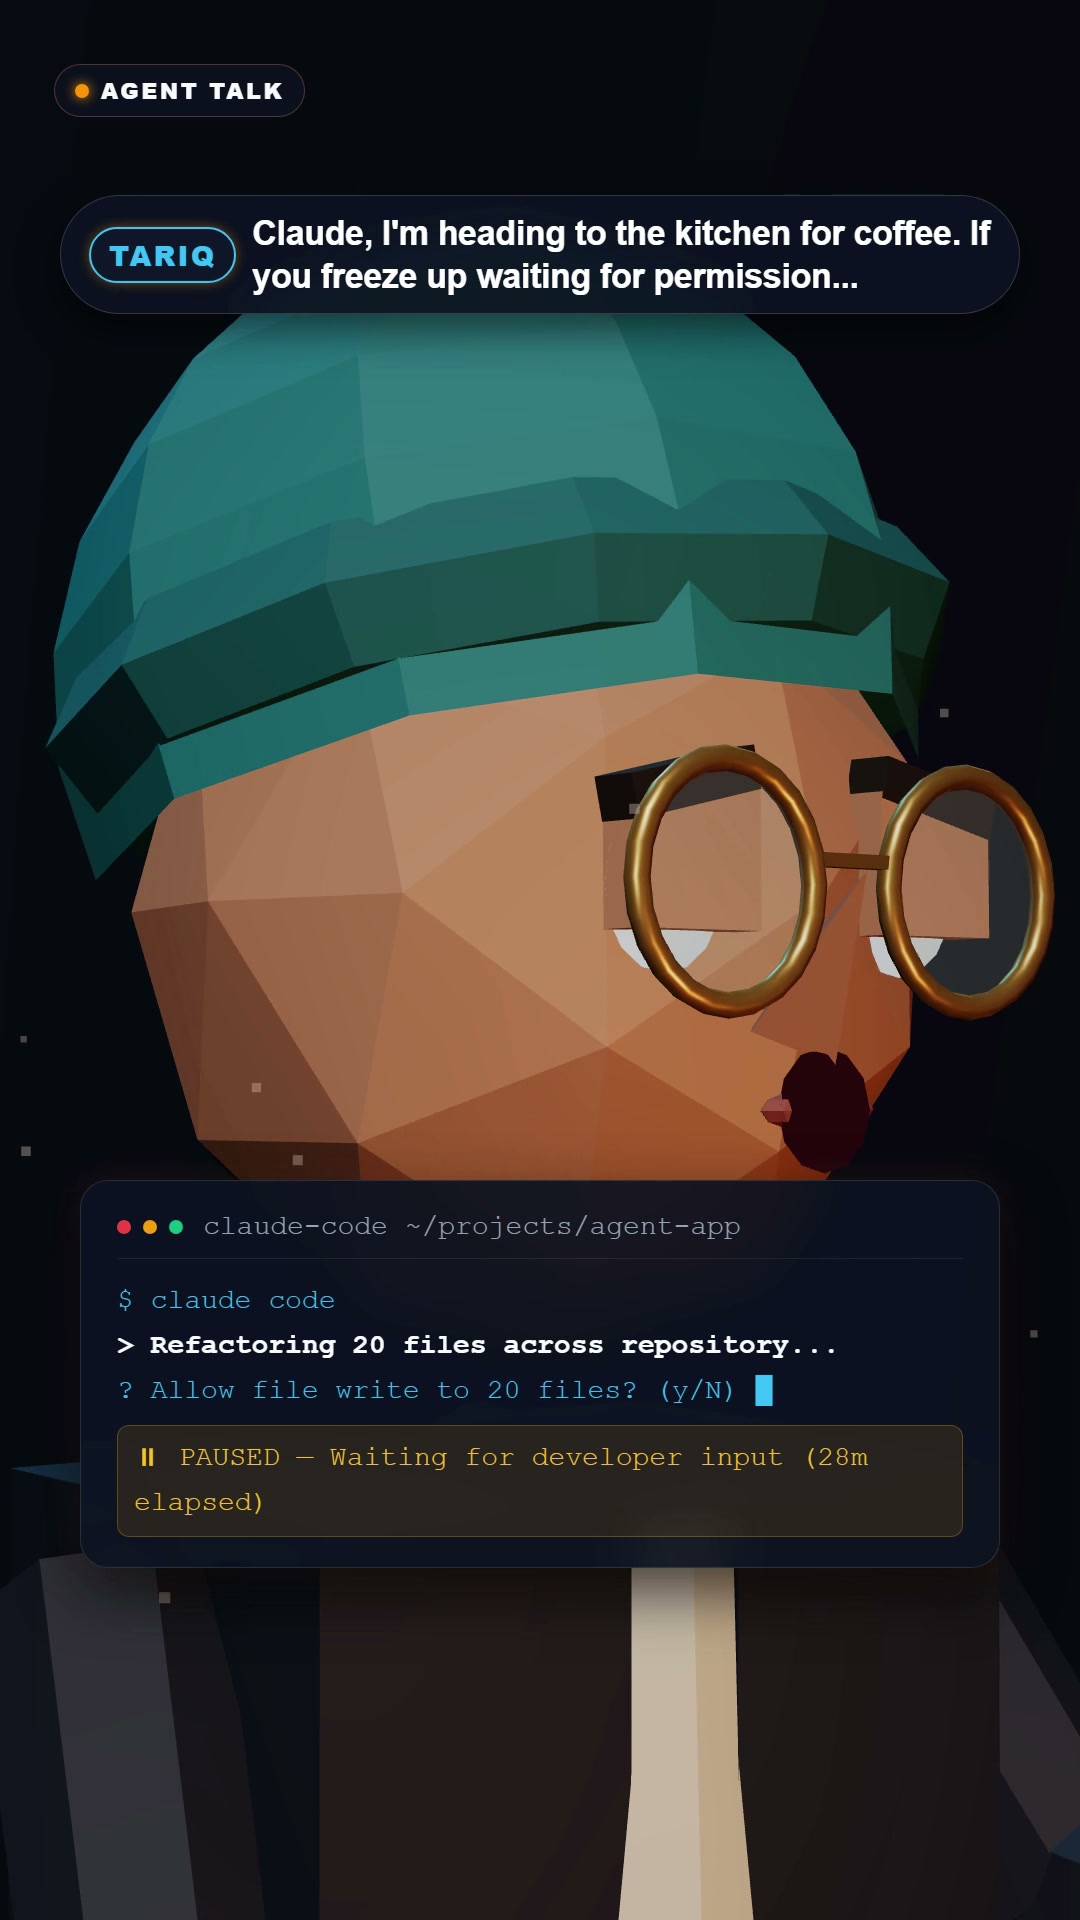 AGENT TALK
TARIQ
Claude, I'm heading to the kitchen for coffee. If
you freeze up waiting for permission...
claude-code ~/projects/agent-app
$ claude code
> Refactoring 20 files across repository...
? Allow file write to 20 files? (y/N)
⏸ PAUSED — Waiting for developer input (28m
elapsed)